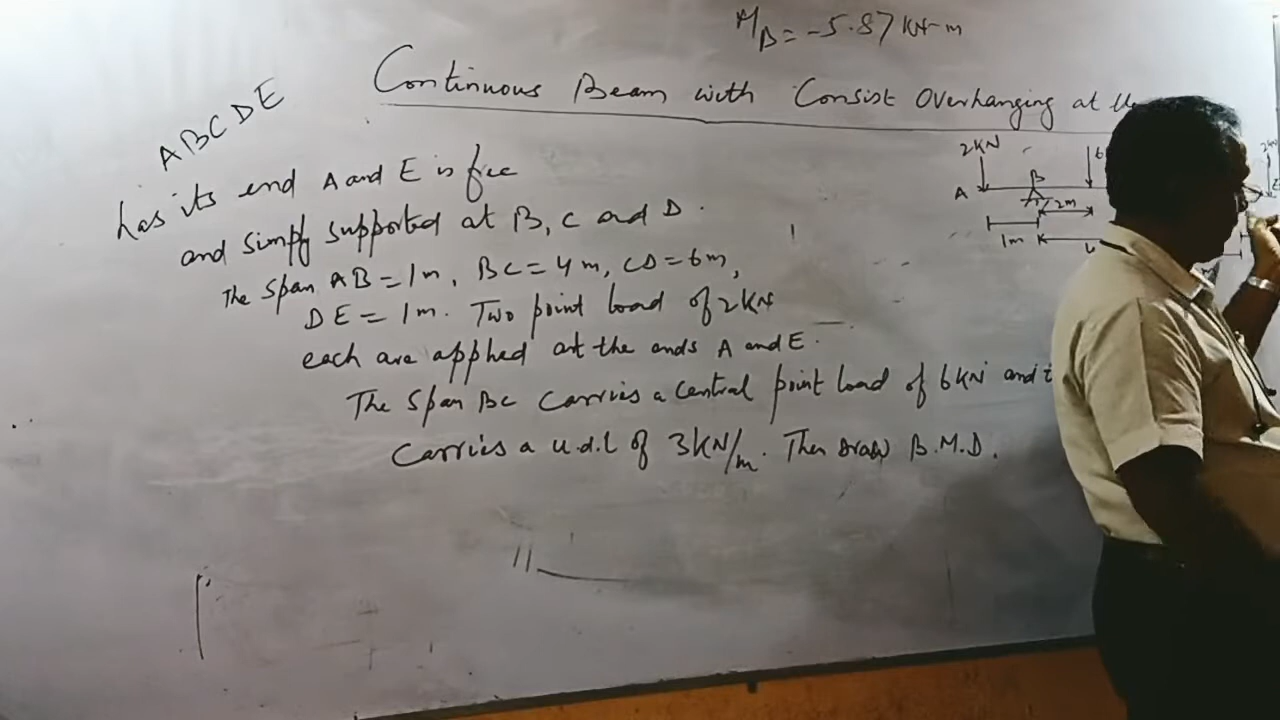 M_B = -5.87 KN-m
Continuous Beam with Consist Overhanging at
ABCDE
has its end A and E is free
and simply supported at B, C and D.
The Span AB = 1m, BC = 4m, CD = 6m,
DE = 1m. Two point load of 2KN
each are applied at the ends A and E.
The Span BC carries a central point load of 6KN and
carries a u.d.l of 3KN/m. Then Draw B.M.D.
2KN
6
A
B
2m
1m